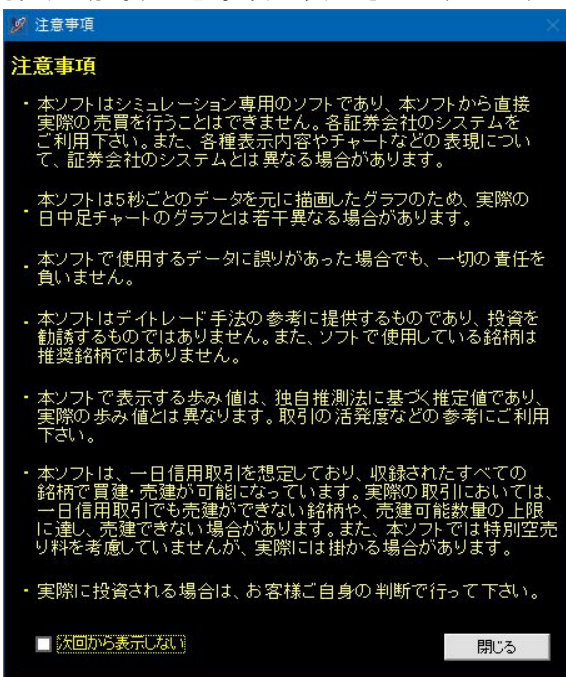 注意事項
注意事項
・本ソフトはシミュレーション専用のソフトであり、本ソフトから直接
実際の売買を行うことはできません。各証券会社のシステムを
ご利用下さい。また、各種表示内容やチャートなどの表現につい
て、証券会社のシステムとは異なる場合があります。
・本ソフトは5秒ごとのデータを元に描画したグラフのため、実際の
日中足チャートのグラフとは若干異なる場合があります。
・本ソフトで使用するデータに誤りがあった場合でも、一切の責任を
負いません。
・本ソフトはデイトレード手法の参考に提供するものであり、投資を
勧誘するものではありません。また、ソフトで使用している銘柄は
推奨銘柄ではありません。
・本ソフトで表示する歩み値は、独自推測法に基づく推定値であり、
実際の歩み値とは異なります。取引の活発度などの参考にご利用
下さい。
・本ソフトは、一日信用取引を想定しており、収録されたすべての
銘柄で買建・売建が可能になっています。実際の取引においては、
一日信用取引でも売建ができない銘柄や、売建可能数量の上限
に達し、売建できない場合があります。また、本ソフトでは特別空売
り料を考慮していませんが、実際には掛かる場合があります。
・実際に投資される場合は、お客様ご自身の判断で行って下さい。
次回から表示しない
閉じる